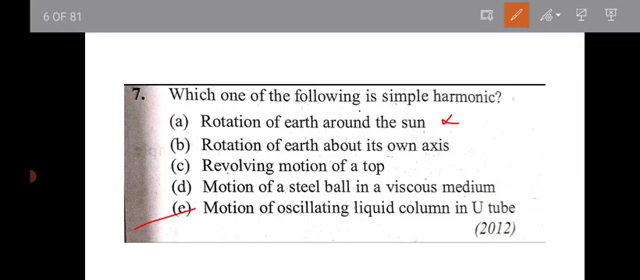 6 OF 81
7. Which one of the following is simple harmonic?
(a) Rotation of earth around the sun
(b) Rotation of earth about its own axis
(c) Revolving motion of a top
(d) Motion of a steel ball in a viscous medium
(e) Motion of oscillating liquid column in U tube
(2012)